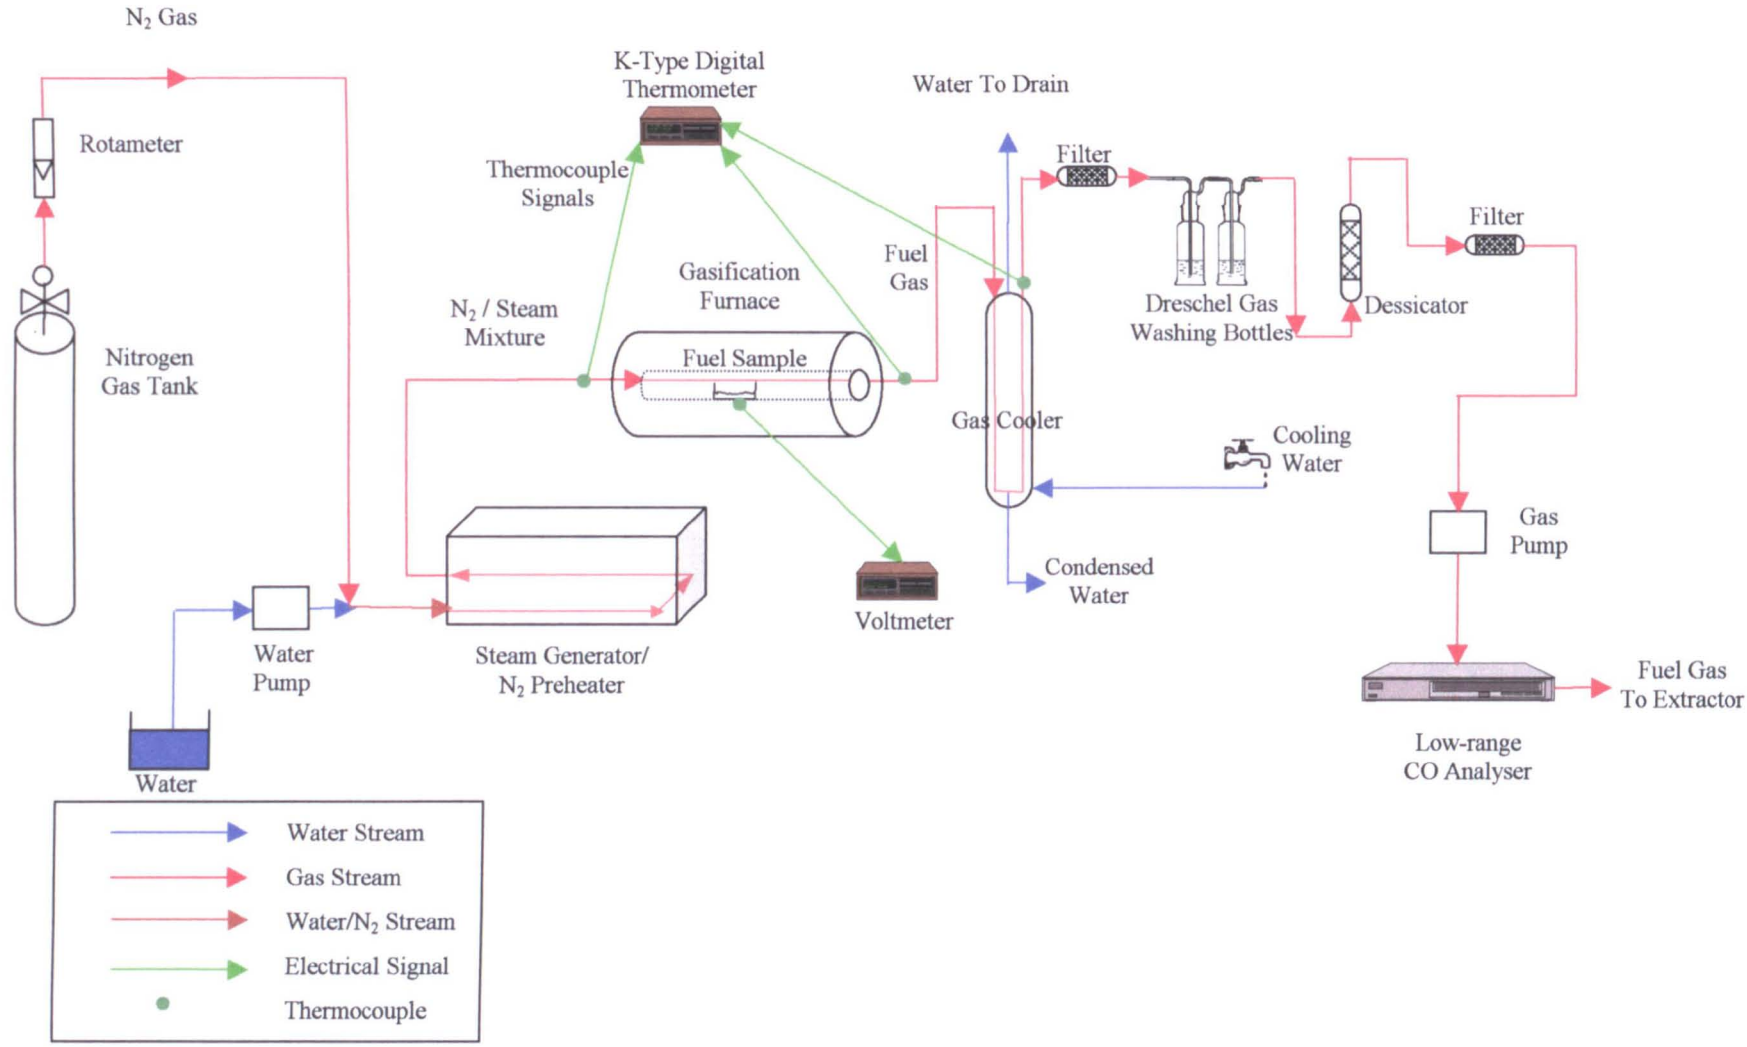 N₂ Gas
Rotameter
Nitrogen
Gas Tank
Water
Pump
Water
K-Type Digital
Thermometer
Thermocouple
Signals
N₂ / Steam
Mixture
Gasification
Furnace
Fuel Sample
Steam Generator/
N₂ Preheater
Voltmeter
Water To Drain
Fuel
Gas
Gas Cooler
Cooling
Water
Condensed
Water
Filter
Dreschel Gas
Washing Bottles
Dessicator
Filter
Gas
Pump
Low-range
CO Analyser
Fuel Gas
To Extractor
Water Stream
Gas Stream
Water/N₂ Stream
Electrical Signal
Thermocouple